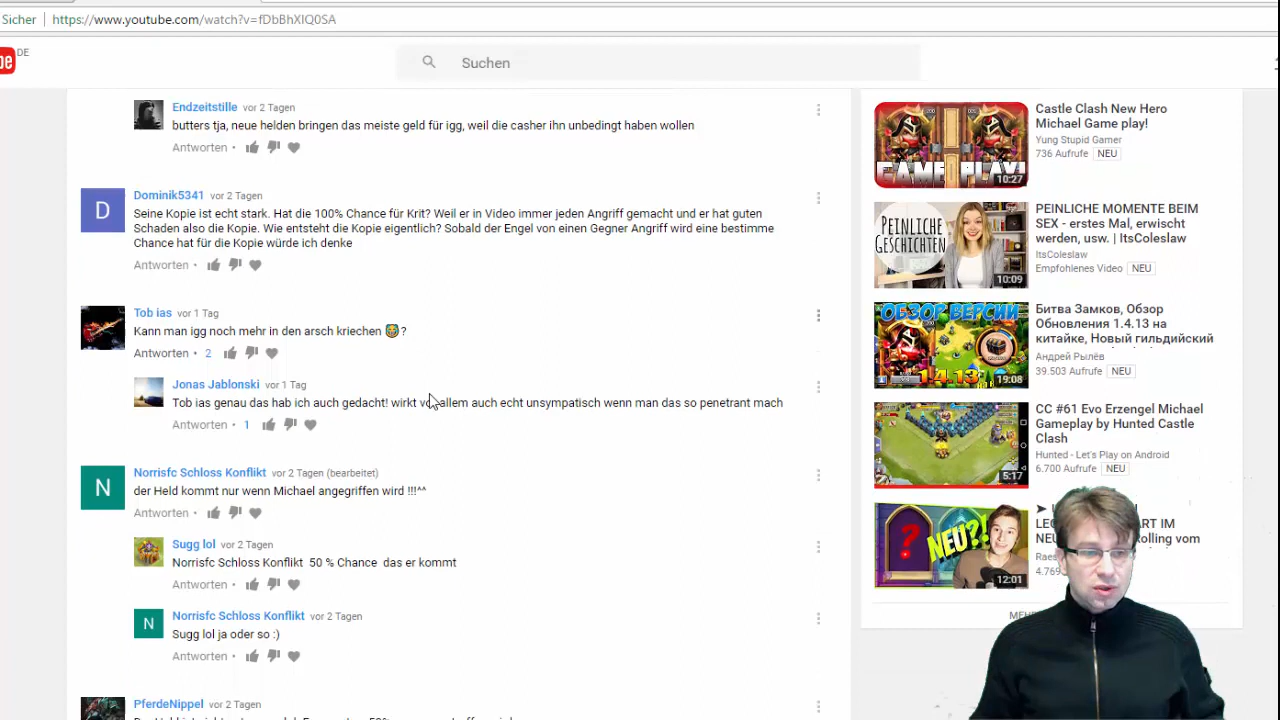 Sicher
https://www.youtube.com/watch?v=fDbBhXIQ0SA
DE
Suchen
Endzeitstille vor 2 Tagen
butters tja, neue helden bringen das meiste geld für igg, weil die casher ihn unbedingt haben wollen
Antworten •
D
Dominik5341 vor 2 Tagen
Seine Kopie ist echt stark. Hat die 100% Chance für Krit? Weil er in Video immer jeden Angriff gemacht und er hat guten
Schaden also die Kopie. Wie entsteht die Kopie eigentlich? Sobald der Engel von einen Gegner Angriff wird eine bestimme
Chance hat für die Kopie würde ich denke
Antworten •
Tob ias vor 1 Tag
Kann man igg noch mehr in den arsch kriechen 😇?
Antworten • 2
Jonas Jablonski vor 1 Tag
Tob ias genau das hab ich auch gedacht! wirkt allem auch echt unsympatisch wenn man das so penetrant mach
Antworten • 1
N
Norrisfc Schloss Konflikt vor 2 Tagen (bearbeitet)
der Held kommt nur wenn Michael angegriffen wird !!!^^
Antworten •
Sugg lol vor 2 Tagen
Norrisfc Schloss Konflikt 50 % Chance das er kommt
Antworten •
N
Norrisfc Schloss Konflikt vor 2 Tagen
Sugg lol ja oder so :)
Antworten •
PferdeNippel vor 2 Tagen
GAME PLAY!
10:27
Castle Clash New Hero
Michael Game play!
Yung Stupid Gamer
736 Aufrufe NEU
PEINLICHE
GESCHICHTEN
10:09
PEINLICHE MOMENTE BEIM
SEX - erstes Mal, erwischt
werden, usw. | ItsColeslaw
ItsColeslaw
Empfohlenes Video NEU
ОБЗОР ВЕРСИИ
1.4.13
19:08
Битва Замков, Обзор
Обновления 1.4.13 на
китайке, Новый гильдийский
Андрей Рылёв
39.503 Aufrufe NEU
5:17
CC #61 Evo Erzengel Michael
Gameplay by Hunted Castle
Clash
Hunted - Let's Play on Android
6.700 Aufrufe NEU
?
NEU?!
12:01